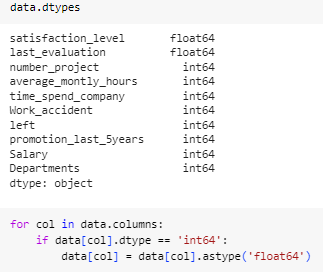 data.dtypes
satisfaction_level float64
last_evaluation float64
number_project int64
average_montly_hours int64
time_spend_company int64
Work_accident int64
left int64
promotion_last_5years int64
Salary int64
Departments int64
dtype: object
for col in data.columns:
    if data[col].dtype == 'int64':
        data[col] = data[col].astype('float64')